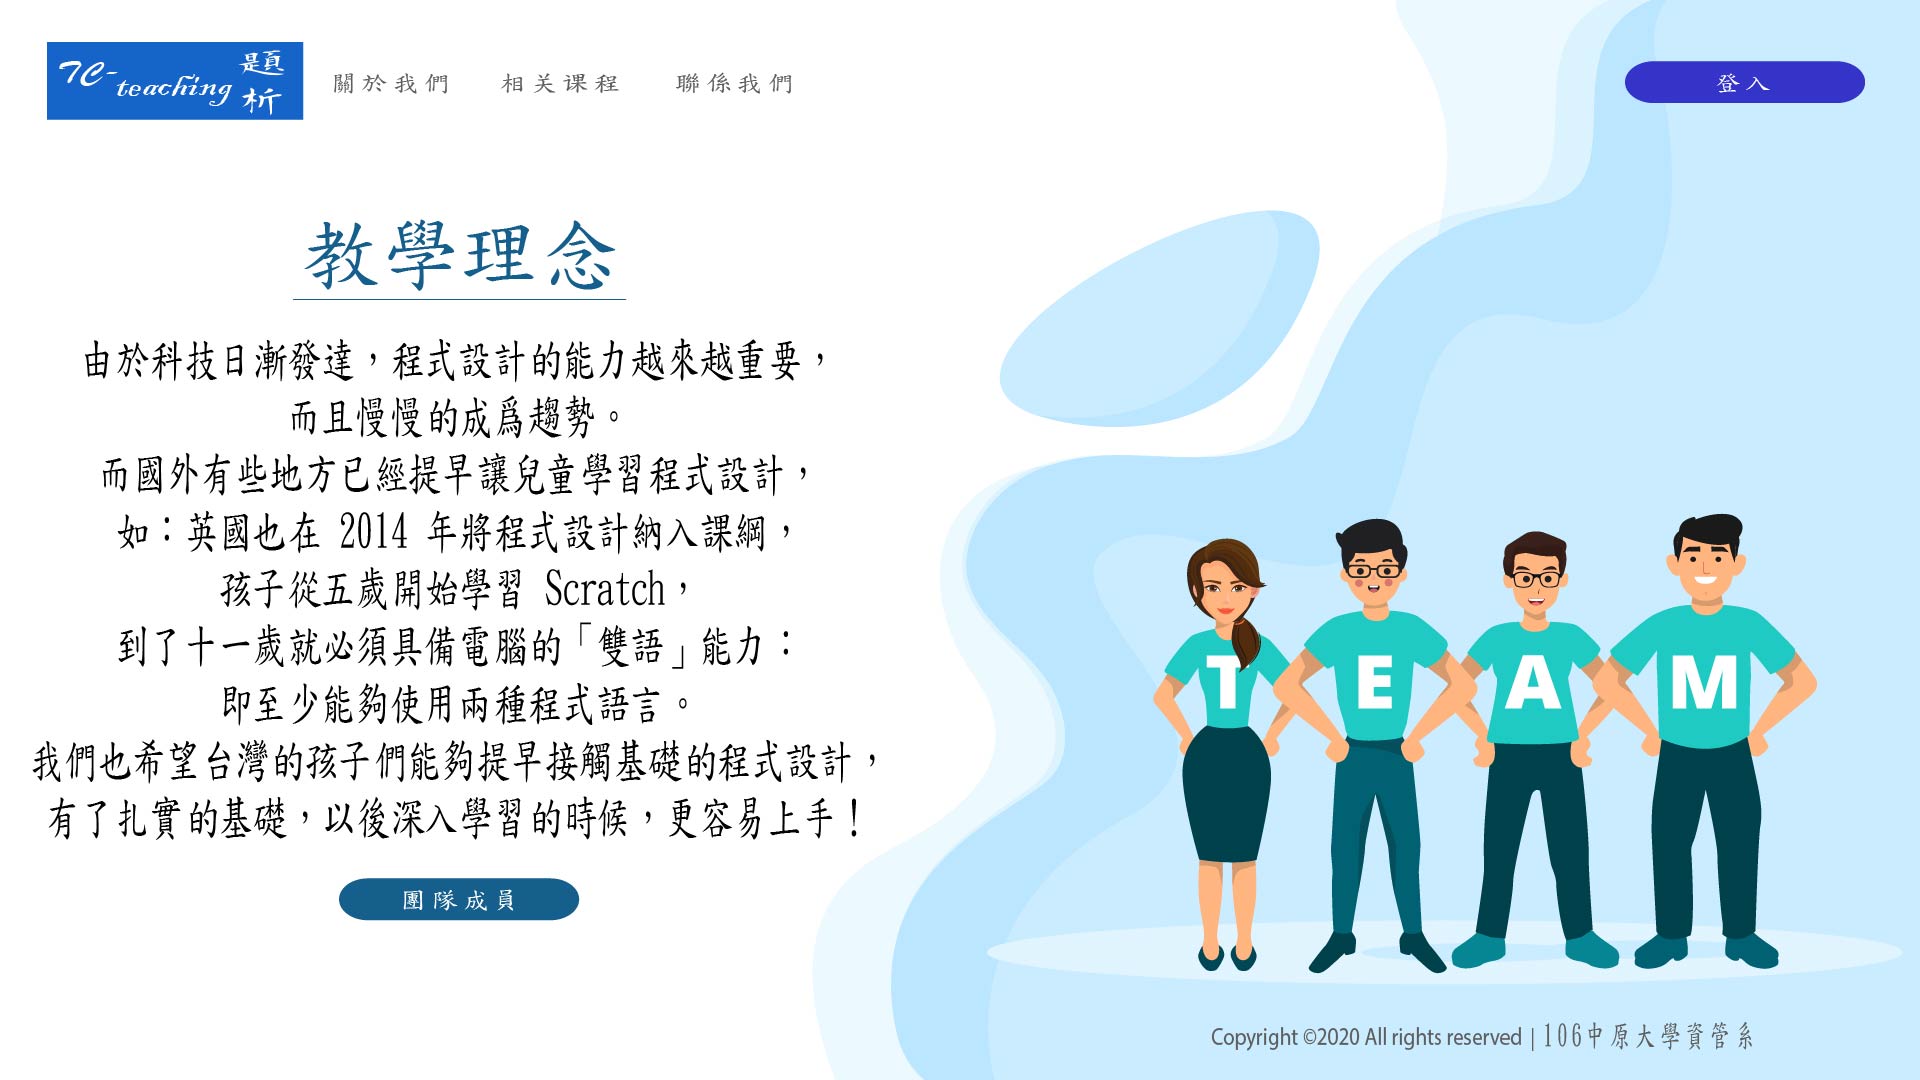 TC-teaching 題析
關於我們 相关课程 聯係我們
登入
教學理念
由於科技日漸發達，程式設計的能力越來越重要，
而且慢慢的成爲趨勢。
而國外有些地方已經提早讓兒童學習程式設計，
如：英國也在 2014 年將程式設計納入課綱，
孩子從五歲開始學習 Scratch，
到了十一歲就必須具備電腦的「雙語」能力：
即至少能夠使用兩種程式語言。
我們也希望台灣的孩子們能夠提早接觸基礎的程式設計，
有了扎實的基礎，以後深入學習的時候，更容易上手！
團隊成員
TEAM
Copyright ©2020 All rights reserved | 106中原大學資管系